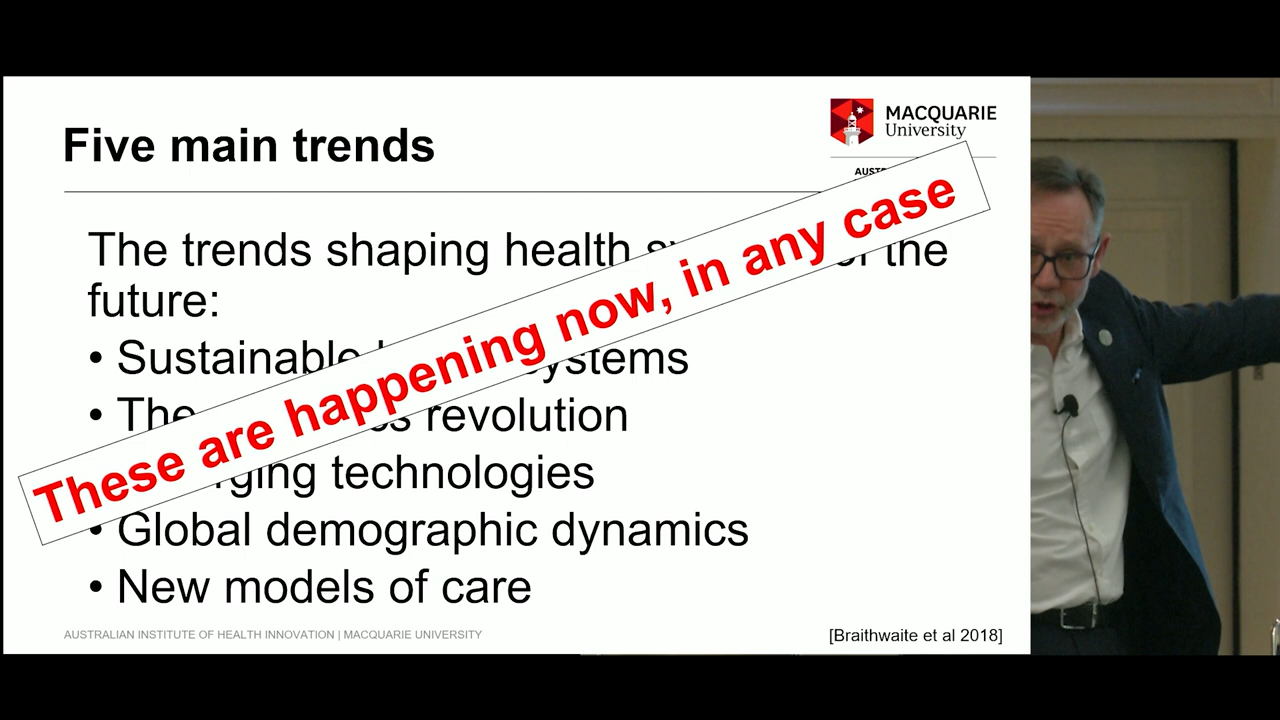 Five main trends
MACQUARIE
University
The trends shaping health the
future:
• Sustainable systems
• The revolution
technologies
• Global demographic dynamics
• New models of care
These are happening now, in any case
AUSTRALIAN INSTITUTE OF HEALTH INNOVATION | MACQUARIE UNIVERSITY
[Braithwaite et al 2018]